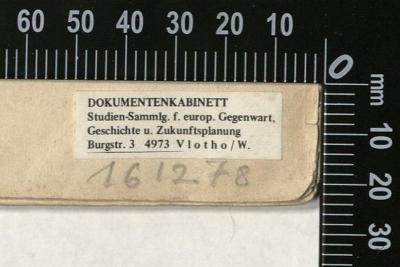 60 50 40 30 20 10 0 mm
DOKUMENTENKABINETT
Studien-Sammlg. f. europ. Gegenwart,
Geschichte u. Zukunftsplanung
Burgstr. 3 4973 Vlotho/W.
161278
10
20
30